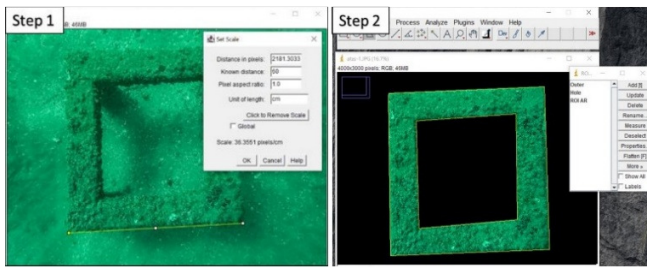 Step 1
RGB; 46MB
Set Scale
Distance in pixels: 2181.3033
Known distance: 60
Pixel aspect ratio: 1.0
Unit of length: cm
Click to Remove Scale
Global
Scale: 36.3551 pixels/cm
OK Cancel Help
Step 2
Process Analyze Plugins Window Help
4000x3000 pixels; RGB; 46MB
Outer
Hole
Add [t]
Update
Delete
Rename...
Measure
Deselect
Properties...
Flatten [F]
More »
Show All
Labels